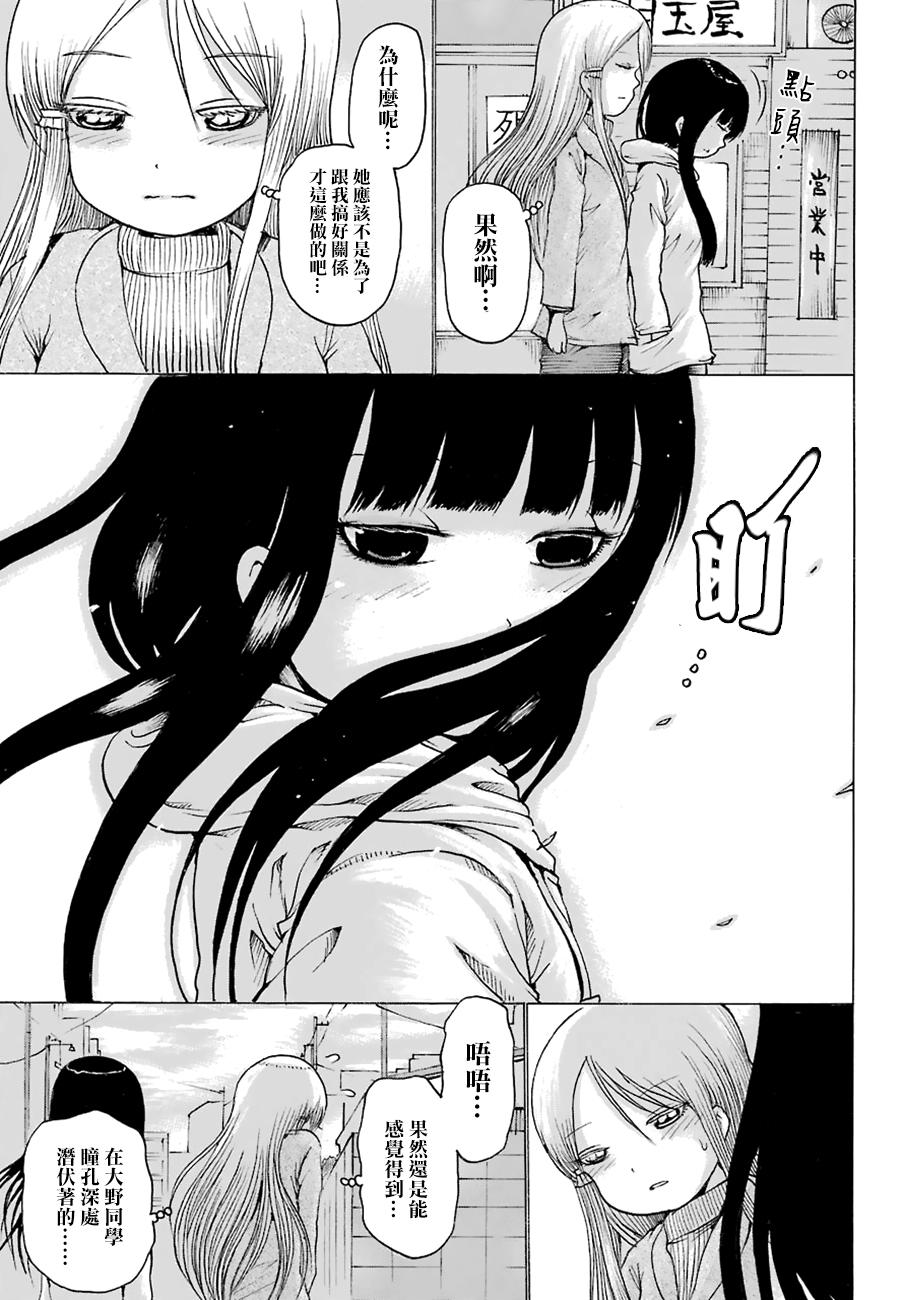 玉屋
死
點頭…
營業中
果然啊…
為什麼呢…
她應該不是為了
跟我搞好關係
才這麼做的吧…
盯…
唔唔…
果然還是能
感覺得到…
在大野同學
瞳孔深處
潛伏著的……